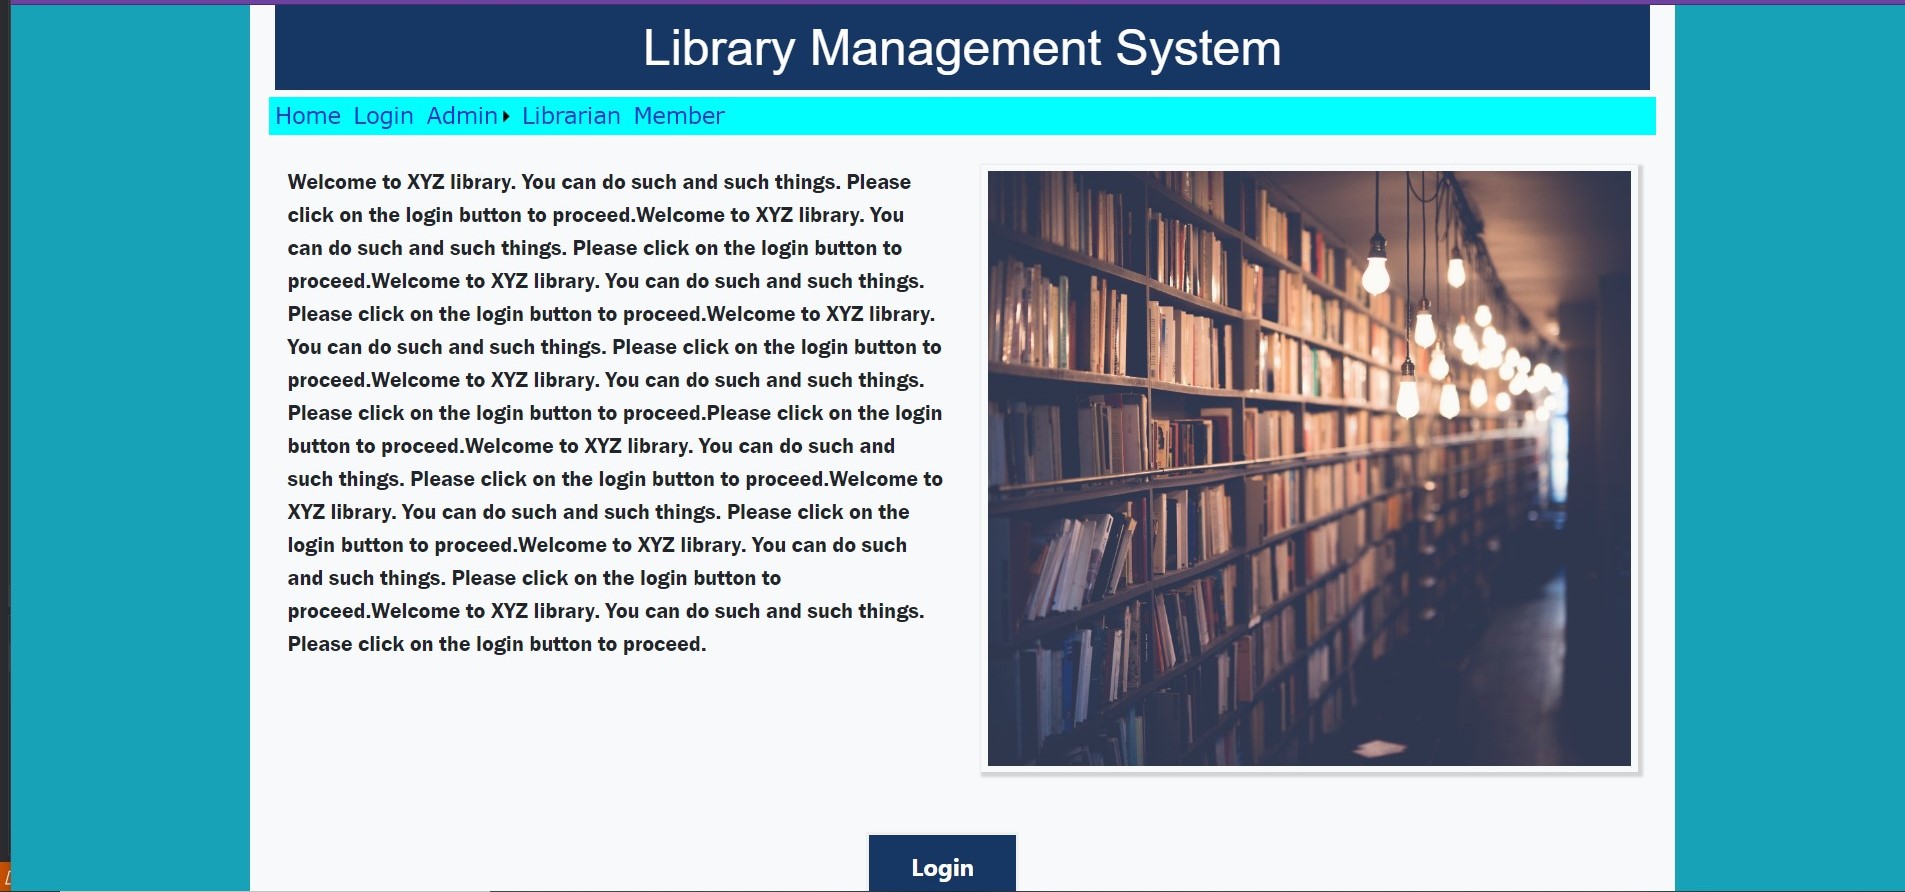 Library Management System
Home Login Admin Librarian Member
Welcome to XYZ library. You can do such and such things. Please
click on the login button to proceed.Welcome to XYZ library. You
can do such and such things. Please click on the login button to
proceed.Welcome to XYZ library. You can do such and such things.
Please click on the login button to proceed.Welcome to XYZ library.
You can do such and such things. Please click on the login button to
proceed.Welcome to XYZ library. You can do such and such things.
Please click on the login button to proceed.Please click on the login
button to proceed.Welcome to XYZ library. You can do such and
such things. Please click on the login button to proceed.Welcome to
XYZ library. You can do such and such things. Please click on the
login button to proceed.Welcome to XYZ library. You can do such
and such things. Please click on the login button to
proceed.Welcome to XYZ library. You can do such and such things.
Please click on the login button to proceed.
Login